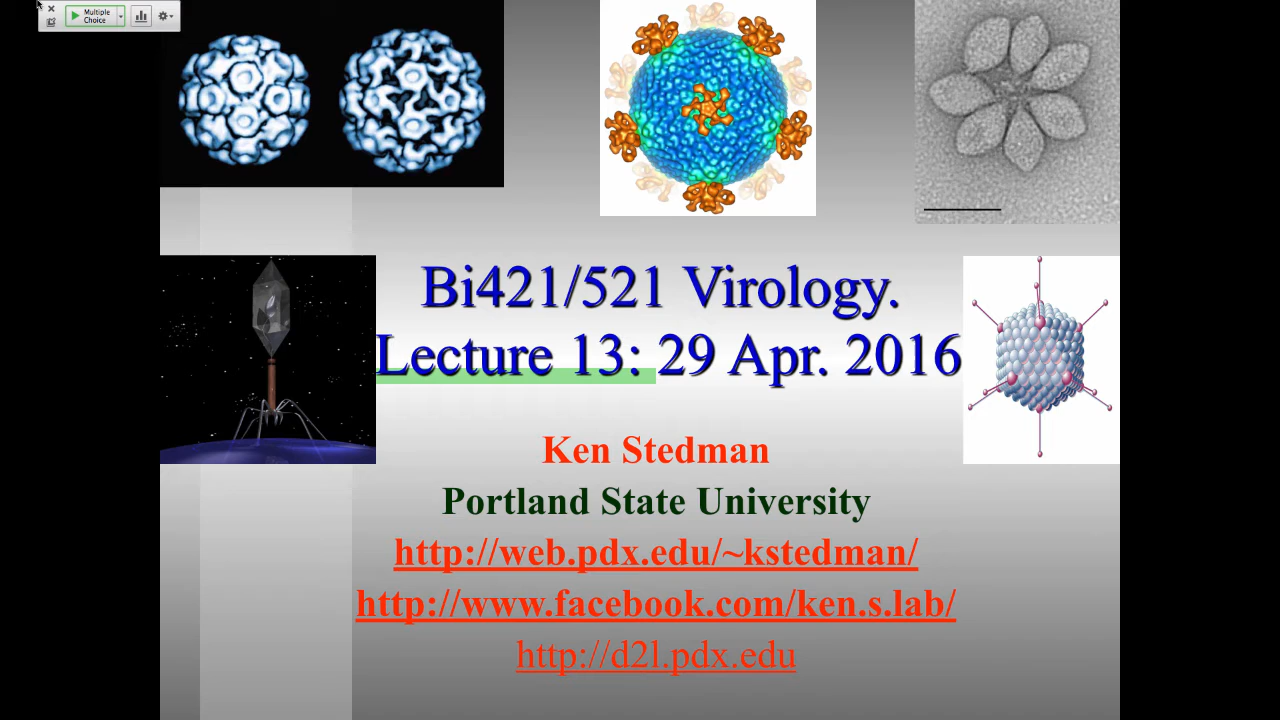 Multiple
Choice
Bi421/521 Virology.
Lecture 13: 29 Apr. 2016
Ken Stedman
Portland State University
http://web.pdx.edu/~kstedman/
http://www.facebook.com/ken.s.lab/
http://d2l.pdx.edu